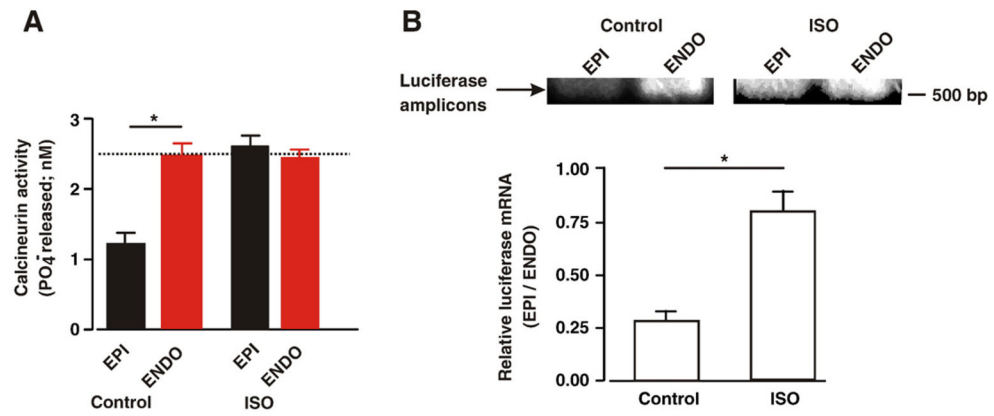 A
Calcineurin activity
(PO4̄ released; nM)
3
2
1
0
*
EPI
ENDO
EPI
ENDO
Control
ISO
B
Control
ISO
EPI
ENDO
EPI
ENDO
Luciferase
amplicons
500 bp
Relative luciferase mRNA
(EPI / ENDO)
1.00
0.75
0.50
0.25
0.00
*
Control
ISO